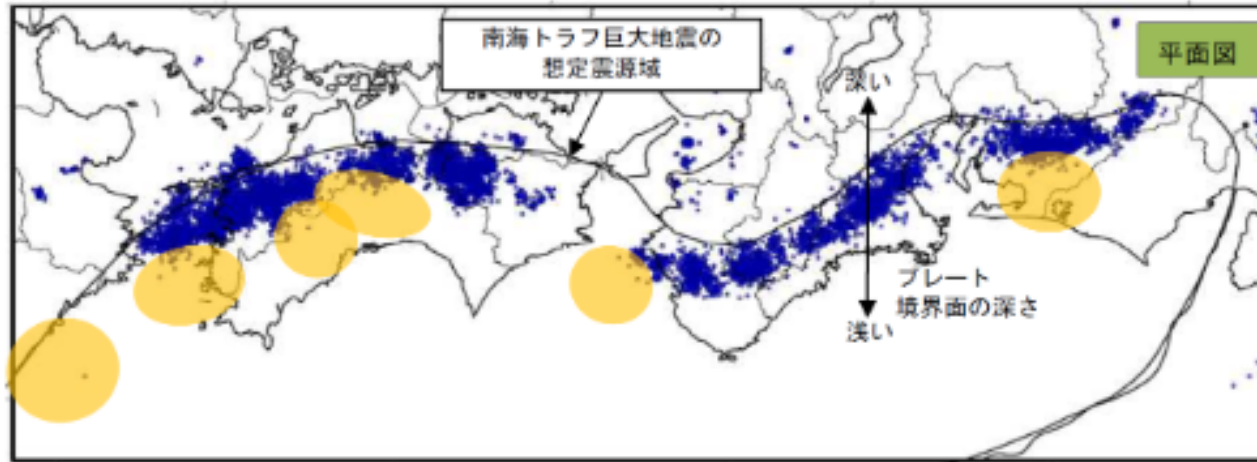 南海トラフ巨大地震の
想定震源域
平面図
深い
プレート
境界面の深さ
浅い